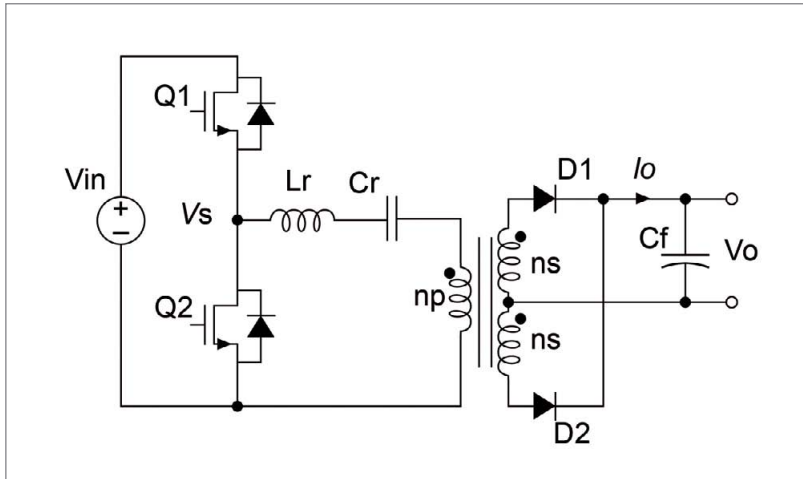 Q1
D1
Io
Vin
Lr
Cr
Vs
Cf
Vo
ns
np
Q2
ns
D2
+
−